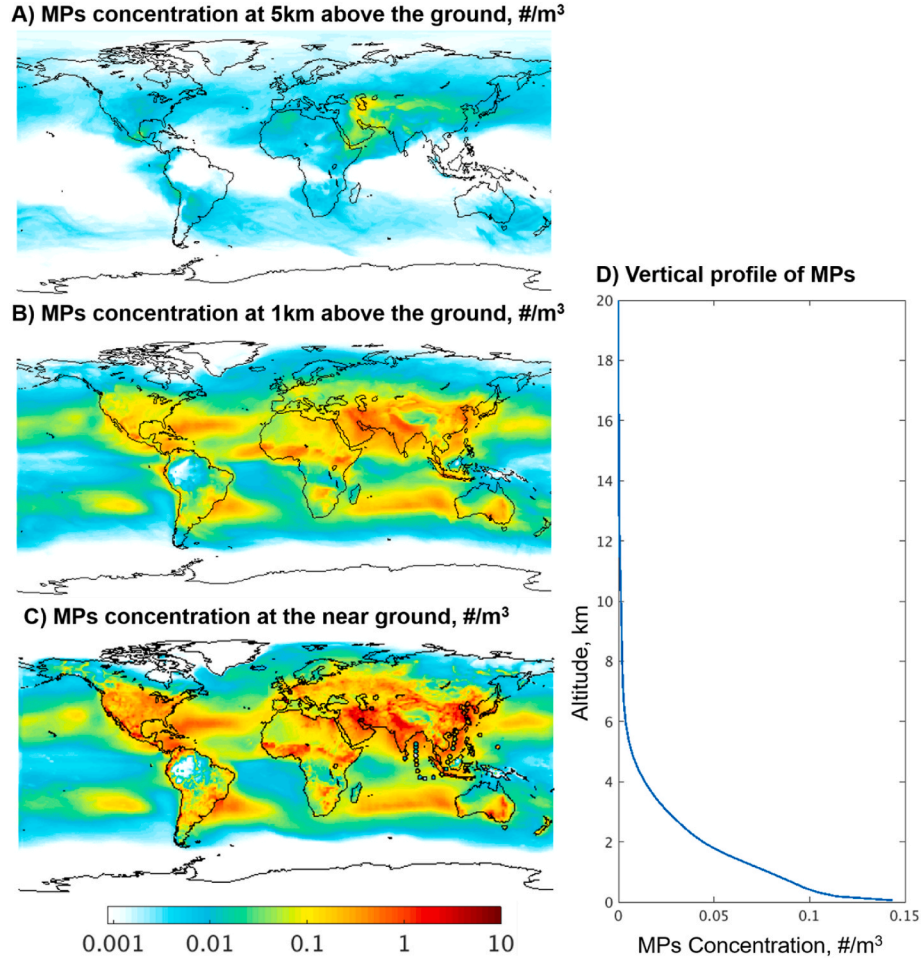 A) MPs concentration at 5km above the ground, #/m³
B) MPs concentration at 1km above the ground, #/m³
C) MPs concentration at the near ground, #/m³
0.001 0.01 0.1 1 10
D) Vertical profile of MPs
20
18
16
14
12
10
8
6
4
2
0
Altitude, km
0 0.05 0.1 0.15
MPs Concentration, #/m³